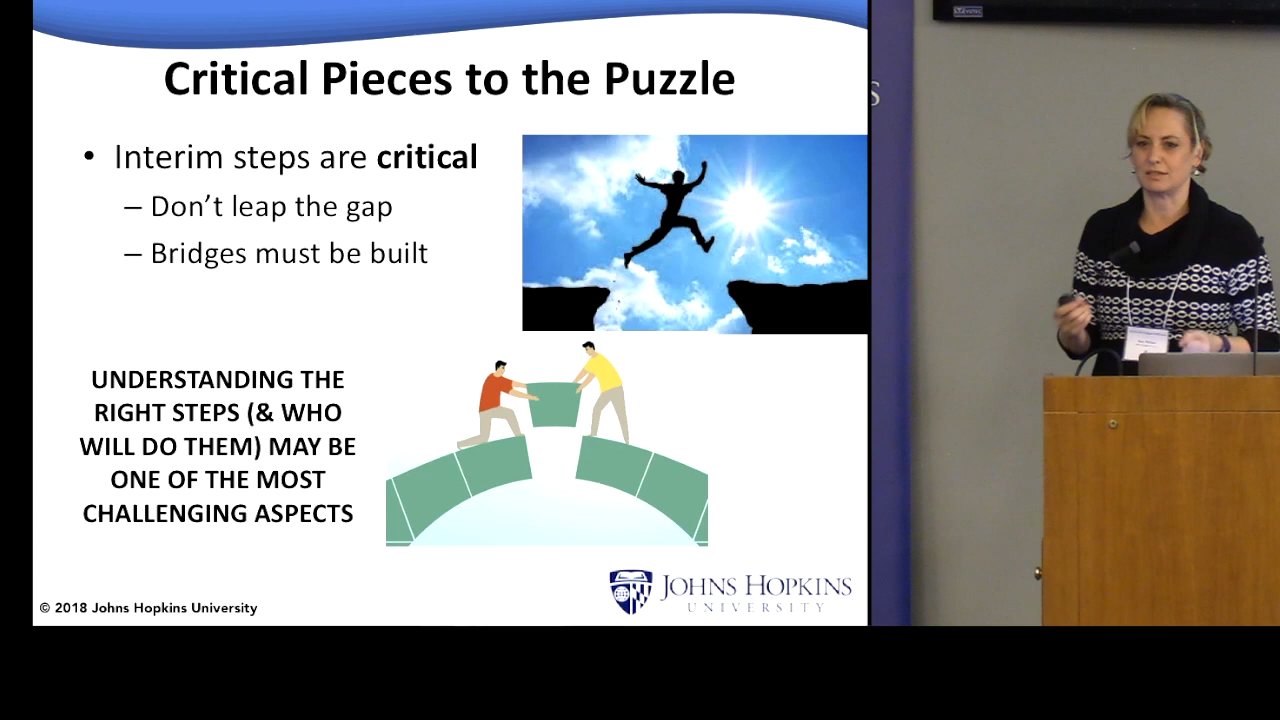 Critical Pieces to the Puzzle
• Interim steps are critical
– Don’t leap the gap
– Bridges must be built
UNDERSTANDING THE
RIGHT STEPS (& WHO
WILL DO THEM) MAY BE
ONE OF THE MOST
CHALLENGING ASPECTS
© 2018 Johns Hopkins University
JOHNS HOPKINS
UNIVERSITY
S